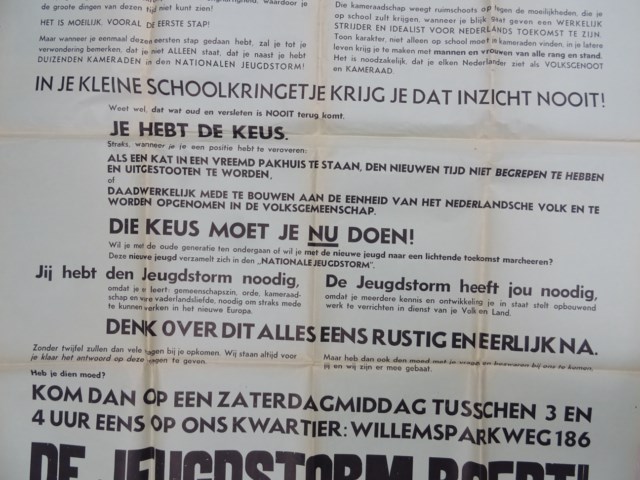 de groote dingen van dezen tijd niet kunt zien!
HET IS MOEILIJK, VOORAL DE EERSTE STAP!
Maar wanneer je eenmaal dezen eersten stap gedaan hebt, zal je tot je
verwondering bemerken, dat je niet ALLEEN staat, dat je naast je hebt
DUIZENDEN KAMERADEN in den NATIONALEN JEUGDSTORM!
De kameraadschap weegt ruimschoots op tegen de moeilijkheden, die je
op school zult krijgen, wanneer je blijk Staat geven een WERKELIJK
STRIJDER EN IDEALIST VOOR NEDERLANDS TOEKOMST TE ZIJN.
Toon karakter, niet alleen op school moet je kameraden vinden, in je latere
leven krijg je te maken met mannen en vrouwen van alle rang en stand.
Het is noodzakelijk, dat je elken Nederlander ziet als VOLKSGENOOT
en KAMERAAD.
IN JE KLEINE SCHOOLKRINGETJE KRIJG JE DAT INZICHT NOOIT!
Weet wel, dat wat oud en versleten is NOOIT terug komt.
JE HEBT DE KEUS.
Straks, wanneer je je een positie hebt te veroveren:
ALS EEN KAT IN EEN VREEMD PAKHUIS TE STAAN, DEN NIEUWEN TIJD NIET BEGREPEN TE HEBBEN
EN UITGESTOOTEN TE WORDEN,
of
DAADWERKELIJK MEDE TE BOUWEN AAN DE EENHEID VAN HET NEDERLANDSCHE VOLK EN TE
WORDEN OPGENOMEN IN DE VOLKSGEMEENSCHAP.
DIE KEUS MOET JE NU DOEN!
Wil je met de oude generatie ten ondergaan of wil je met de nieuwe jeugd naar een lichtende toekomst marcheeren?
Deze nieuwe jeugd verzamelt zich in den „NATIONALE JEUGDSTORM".
Jij hebt den Jeugdstorm noodig,
omdat je er leert: gemeenschapszin, orde, kameraad-
schap en ware vaderlandsliefde, noodig om straks mede
te kunnen werken in het nieuwe Europa.
De Jeugdstorm heeft jou noodig,
omdat je meerdere kennis en ontwikkeling je in staat stelt opbouwend
werk te verrichten in dienst van je Volk en Land.
DENK OVER DIT ALLES EENS RUSTIG EN EERLIJK NA.
Zonder twijfel zullen dan vele vragen bij je opkomen. Wij staan altijd voor
je klaar het antwoord op deze vragen te geven.
Maar heb dan ook den moed met je vragen en bezwaren bij ons te komen,
jij en wij zijn er mee gebaat.
Heb je dien moed?
KOM DAN OP EEN ZATERDAGMIDDAG TUSSCHEN 3 EN
4 UUR EENS OP ONS KWARTIER: WILLEMSPARKWEG 186
DE JEUGDSTORM ROEPT!